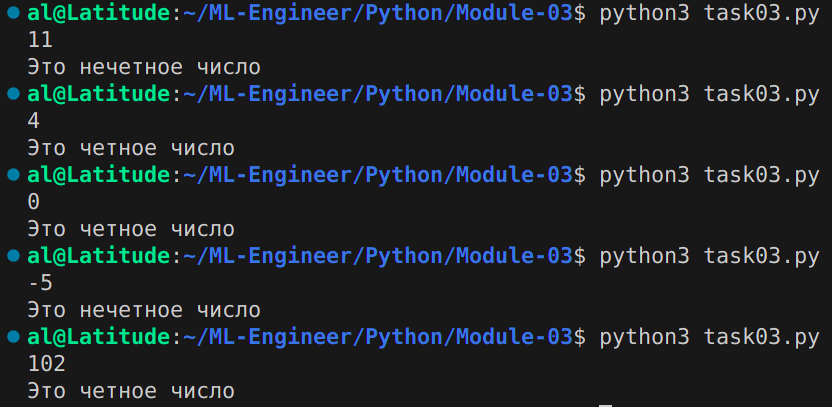 al@Latitude:~/ML-Engineer/Python/Module-03$ python3 task03.py
11
Это нечетное число
al@Latitude:~/ML-Engineer/Python/Module-03$ python3 task03.py
4
Это четное число
al@Latitude:~/ML-Engineer/Python/Module-03$ python3 task03.py
0
Это четное число
al@Latitude:~/ML-Engineer/Python/Module-03$ python3 task03.py
-5
Это нечетное число
al@Latitude:~/ML-Engineer/Python/Module-03$ python3 task03.py
102
Это четное число